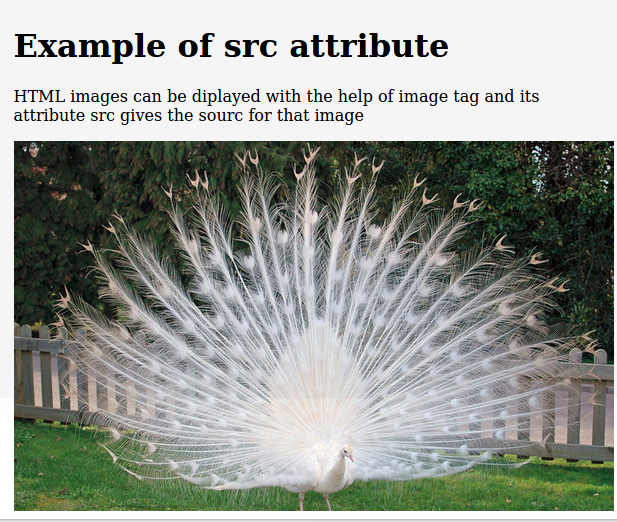 Example of src attribute
HTML images can be diplayed with the help of image tag and its
attribute src gives the sourc for that image